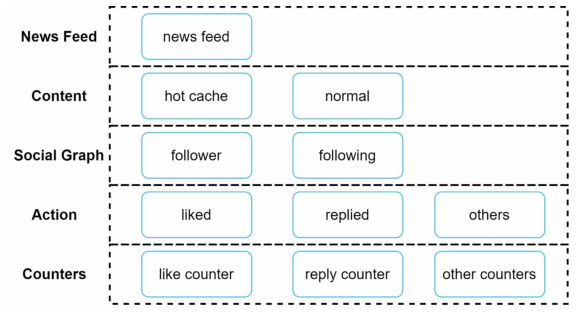 News Feed news feed
Content hot cache normal
Social Graph follower following
Action liked replied others
Counters like counter reply counter other counters